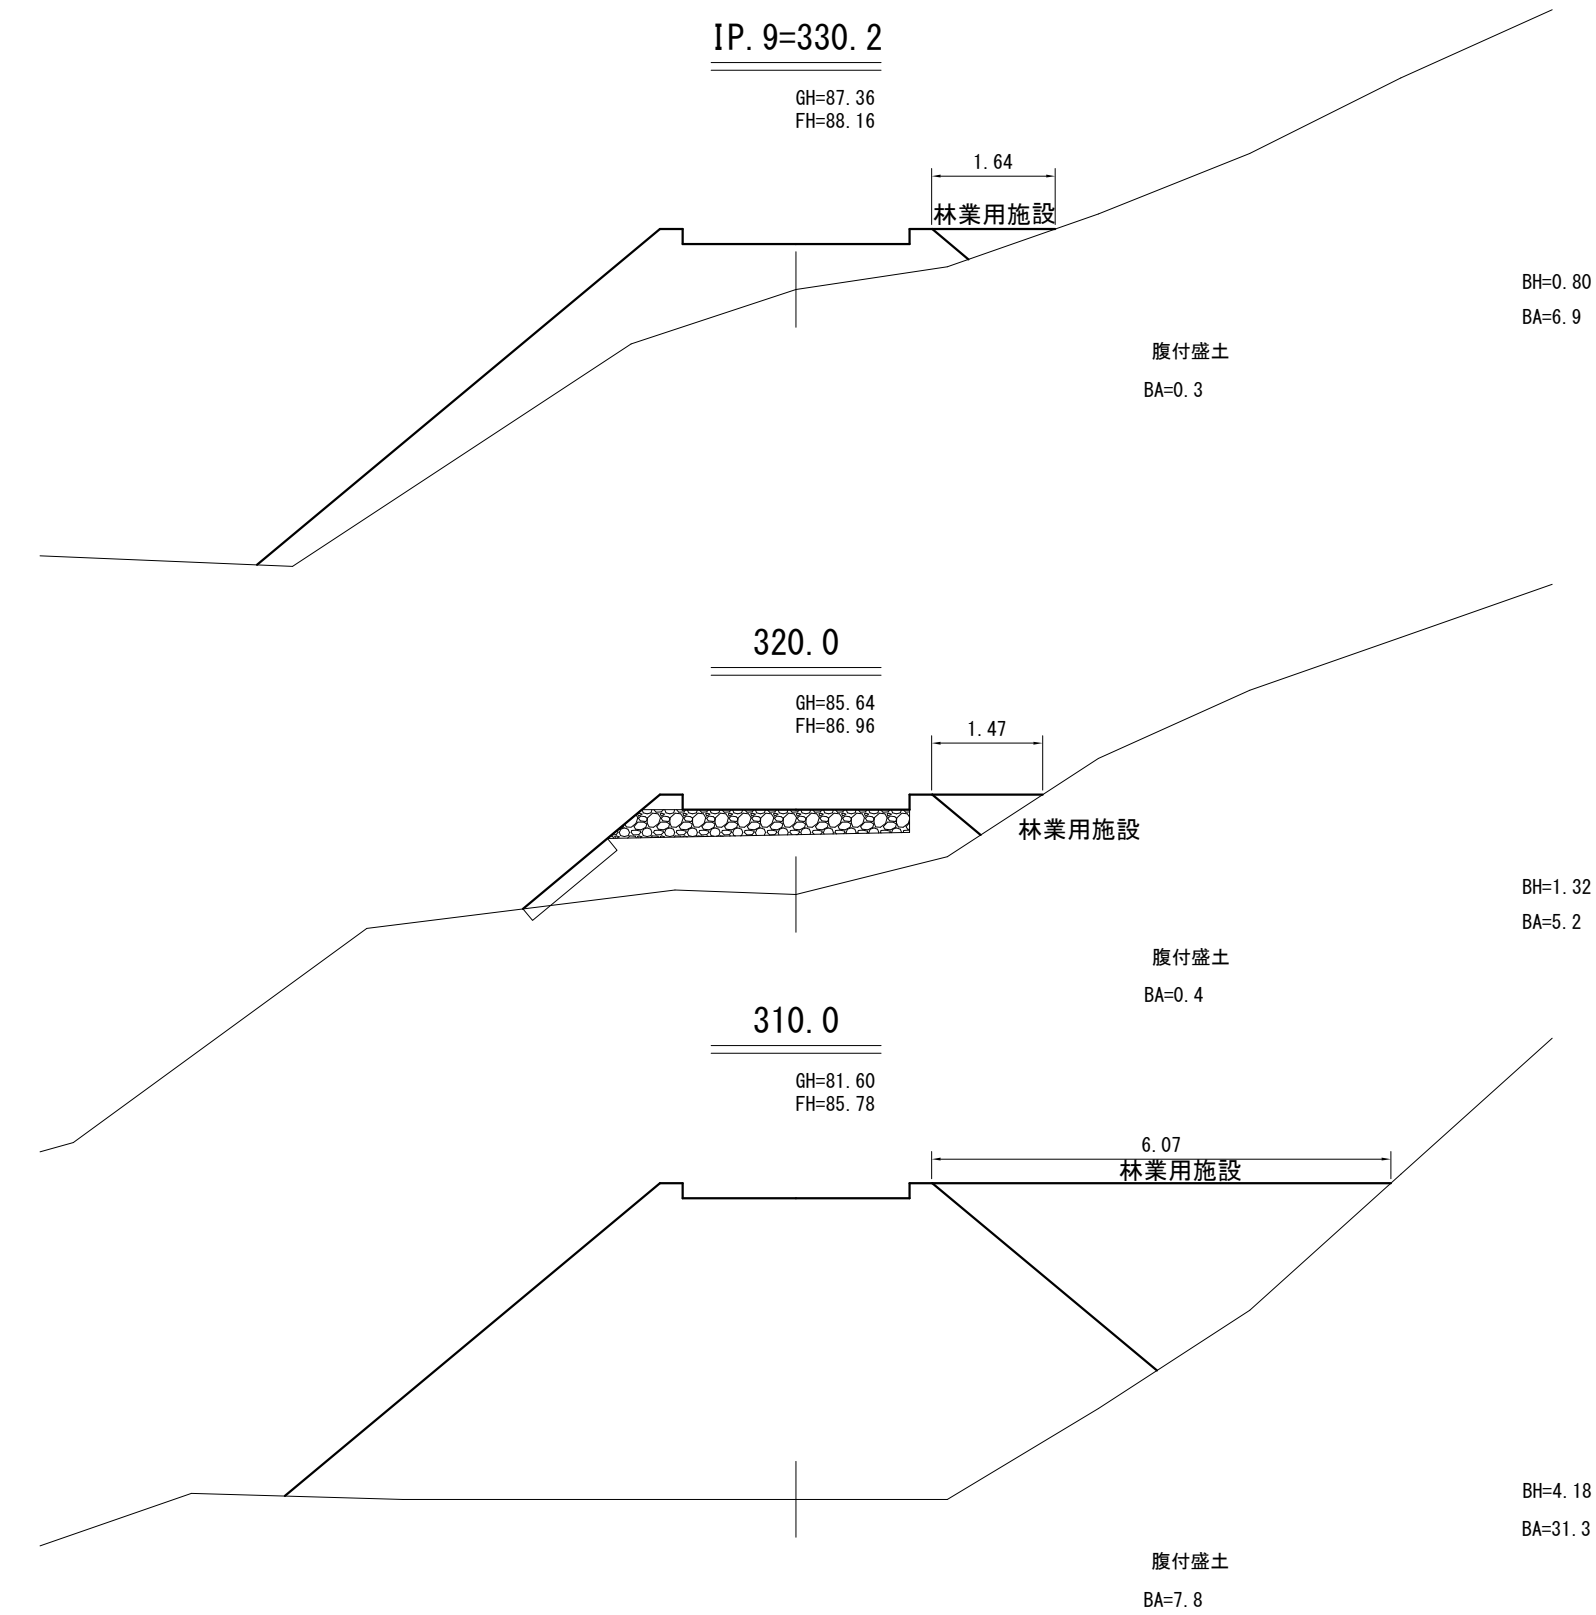 IP.9=330.2
GH=87.36
FH=88.16
1.64
林業用施設
BH=0.80
BA=6.9
腹付盛土
BA=0.3
320.0
GH=85.64
FH=86.96
1.47
林業用施設
BH=1.32
BA=5.2
腹付盛土
BA=0.4
310.0
GH=81.60
FH=85.78
6.07
林業用施設
BH=4.18
BA=31.3
腹付盛土
BA=7.8